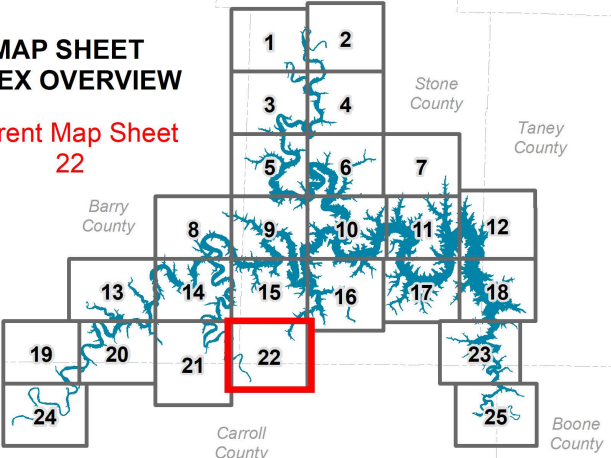 MAP SHEET
EX OVERVIEW
rent Map Sheet
22
1
2
3
4
Stone
County
Taney
County
5
6
7
Barry
County
8
9
10
11
12
13
14
15
16
17
18
19
20
21
22
23
24
25
Carroll
County
Boone
County